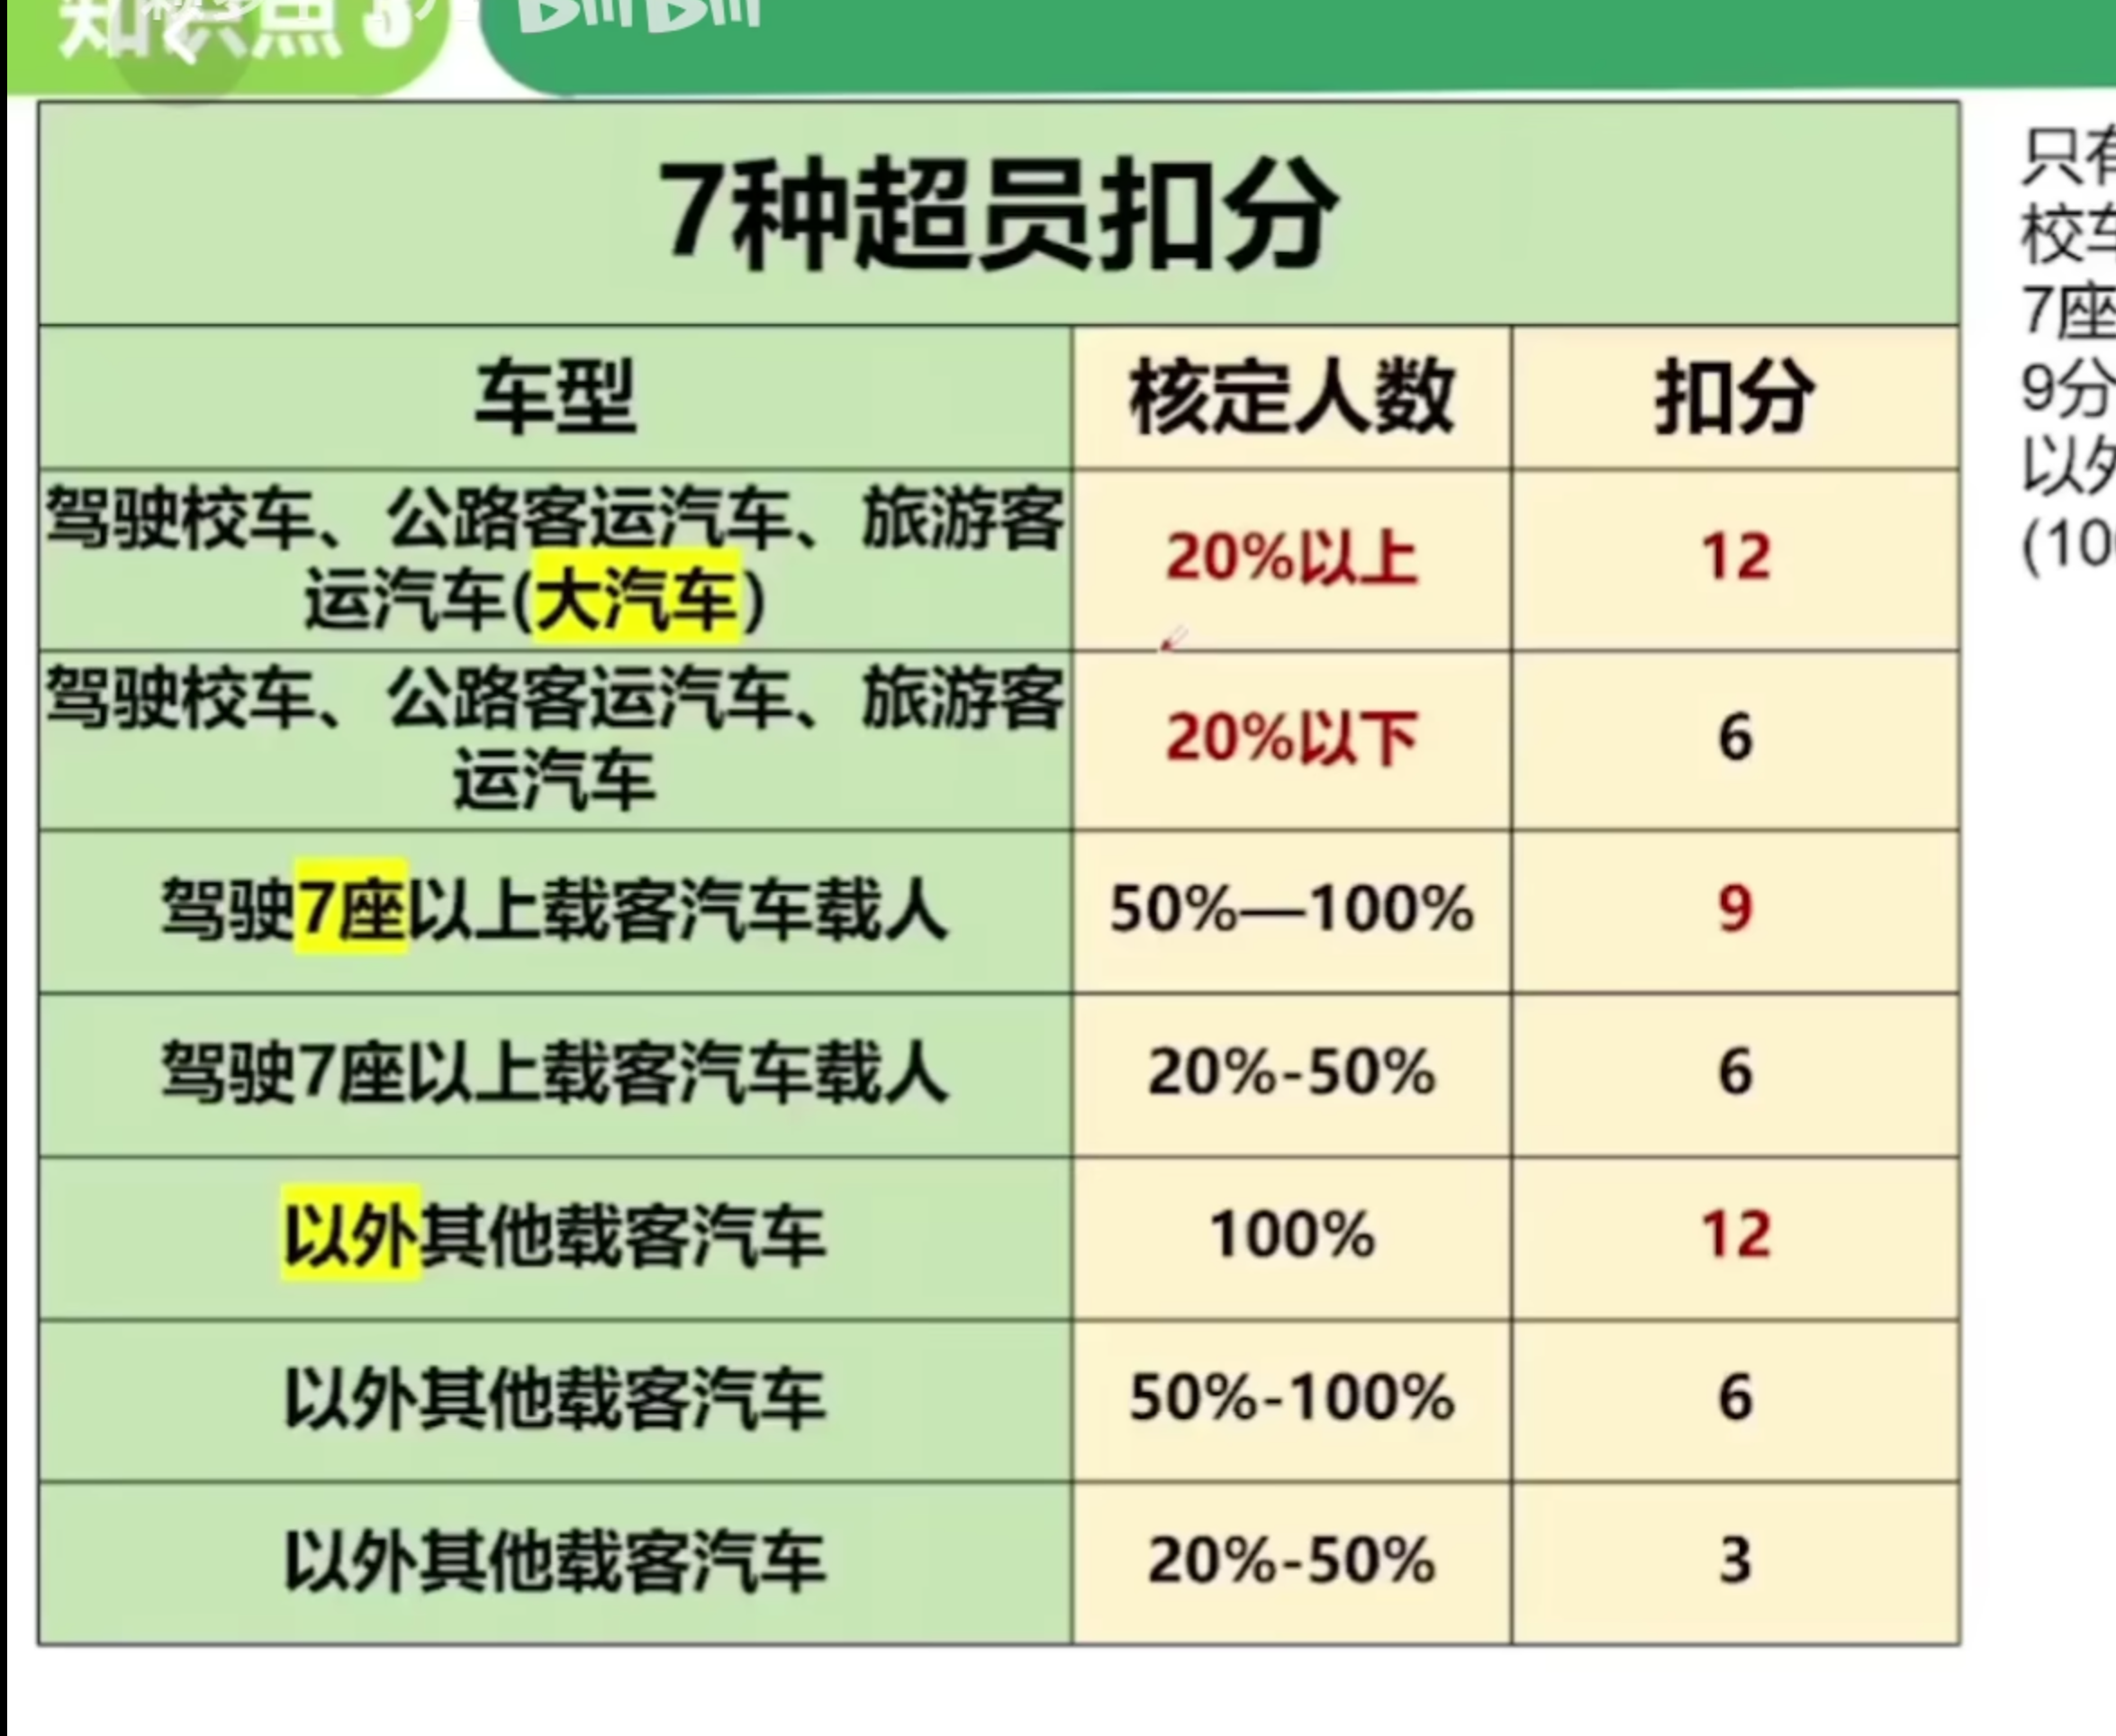 知识点3
BiliBili
7种超员扣分
车型 核定人数 扣分
驾驶校车、公路客运汽车、旅游客
运汽车(大汽车) 20%以上 12
驾驶校车、公路客运汽车、旅游客
运汽车 20%以下 6
驾驶7座以上载客汽车载人 50%—100% 9
驾驶7座以上载客汽车载人 20%-50% 6
以外其他载客汽车 100% 12
以外其他载客汽车 50%-100% 6
以外其他载客汽车 20%-50% 3
只有
校车
7座
9分
以外
(100